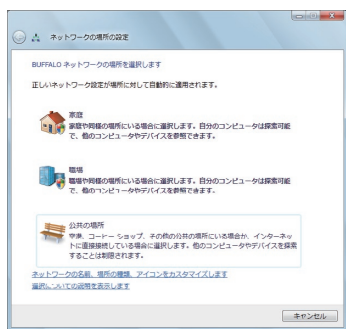 ネットワークの場所の設定
BUFFALO ネットワークの場所を選択します
正しいネットワーク設定が場所に対して自動的に適用されます。
家庭
家庭や同様の場所にいる場合に選択します。自分のコンピュータは探索可能
で、他のコンピュータやデバイスを参照できます。
職場
職場や同様の場所にいる場合に選択します。自分のコンピュータは探索可能
で、他のコンピュータやデバイスを参照できます。
公共の場所
空港、コーヒー ショップ、その他の公共の場所にいる場合か、インターネッ
トに直接接続している場合に選択します。他のコンピュータやデバイスを探索
することは制限されます。
ネットワークの名前、場所の種類、アイコンをカスタマイズします
選択についての説明を表示します
キャンセル